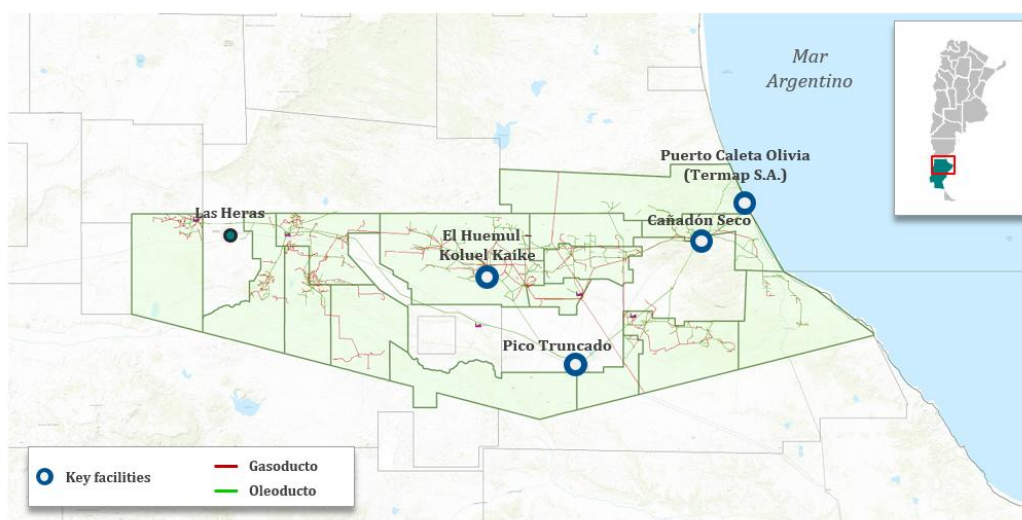 Mar
Argentino
Puerto Caleta Olivia
(Termap S.A.)
Las Heras
Cañadón Seco
El Huemul –
Koluel Kaike
Pico Truncado
Key facilities
Gasoducto
Oleoducto